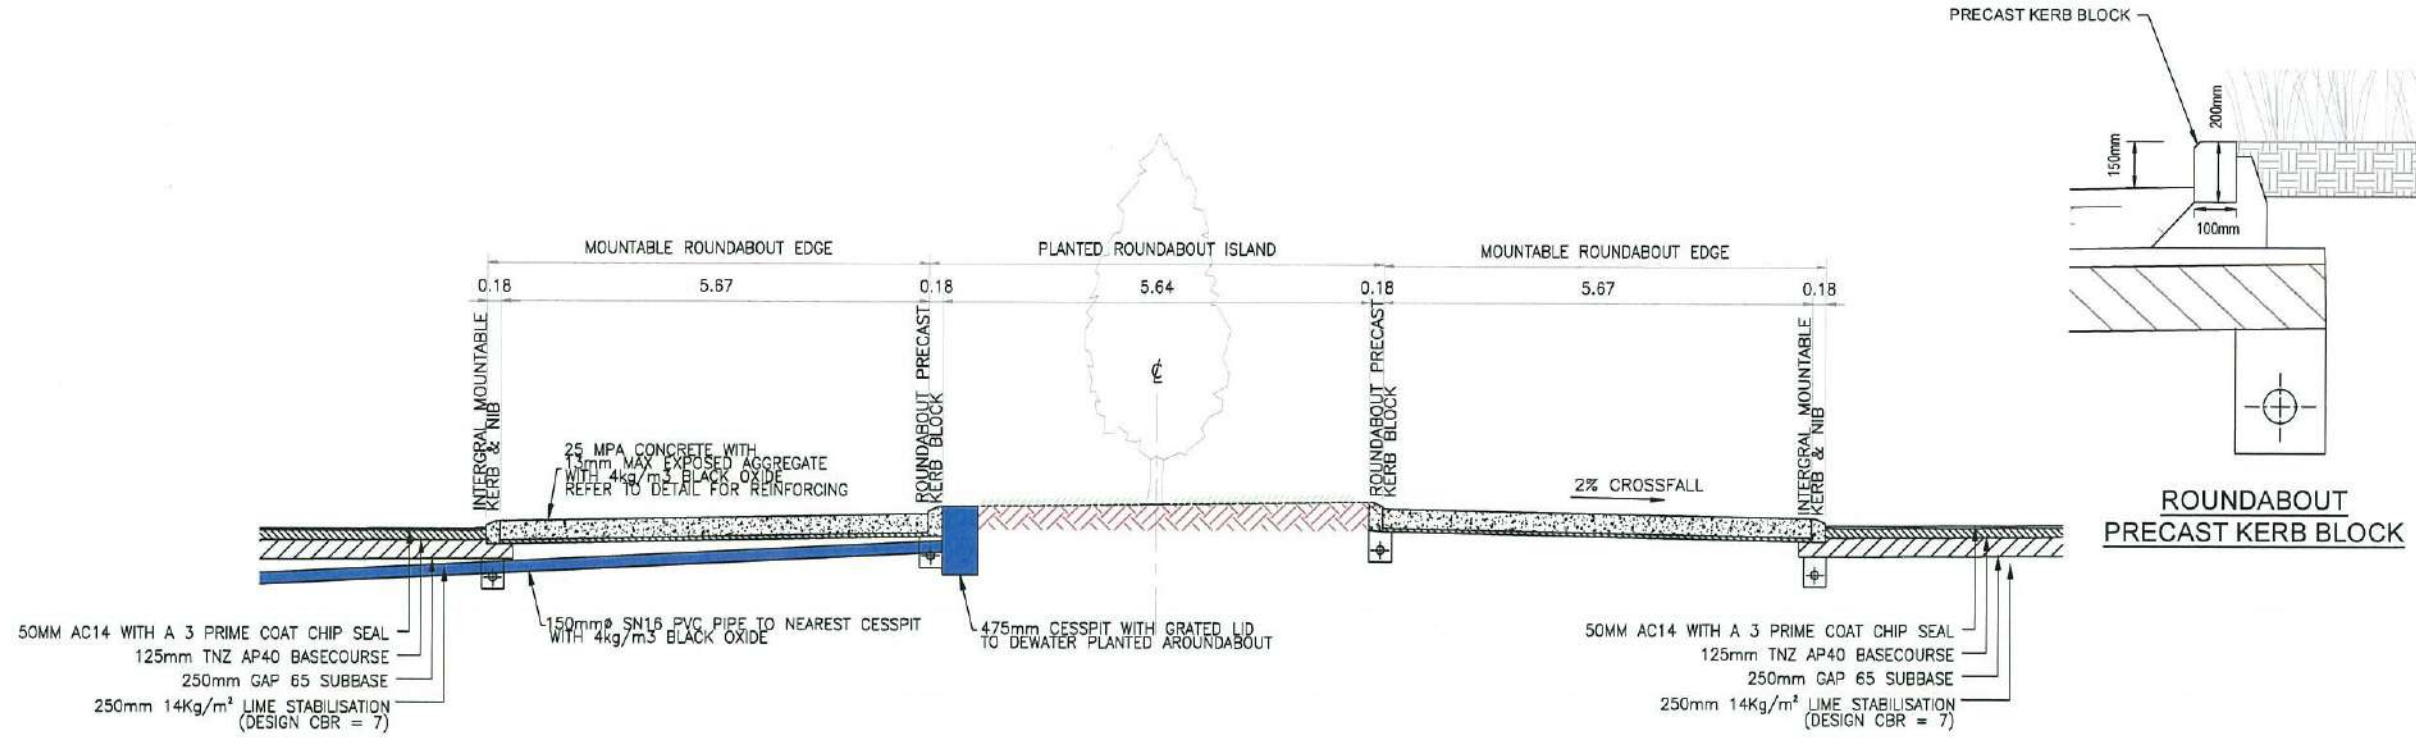 PRECAST KERB BLOCK
200mm
150mm
100mm
ROUNDABOUT
PRECAST KERB BLOCK
MOUNTABLE ROUNDABOUT EDGE
PLANTED ROUNDABOUT ISLAND
MOUNTABLE ROUNDABOUT EDGE
0.18
5.67
0.18
5.64
0.18
5.67
0.18
INTERGRAL MOUNTABLE
KERB & NIB
ROUNDABOUT PRECAST
KERB BLOCK
ROUNDABOUT PRECAST
KERB BLOCK
INTERGRAL MOUNTABLE
KERB & NIB
℄
25 MPA CONCRETE WITH
13mm MAX EXPOSED AGGREGATE
WITH 4kg/m3 BLACK OXIDE
REFER TO DETAIL FOR REINFORCING
2% CROSSFALL
150mmø SN16 PVC PIPE TO NEAREST CESSPIT
WITH 4kg/m3 BLACK OXIDE
475mm CESSPIT WITH GRATED LID
TO DEWATER PLANTED AROUNDABOUT
50MM AC14 WITH A 3 PRIME COAT CHIP SEAL
125mm TNZ AP40 BASECOURSE
250mm GAP 65 SUBBASE
250mm 14Kg/m² LIME STABILISATION
(DESIGN CBR = 7)
50MM AC14 WITH A 3 PRIME COAT CHIP SEAL
125mm TNZ AP40 BASECOURSE
250mm GAP 65 SUBBASE
250mm 14Kg/m² LIME STABILISATION
(DESIGN CBR = 7)